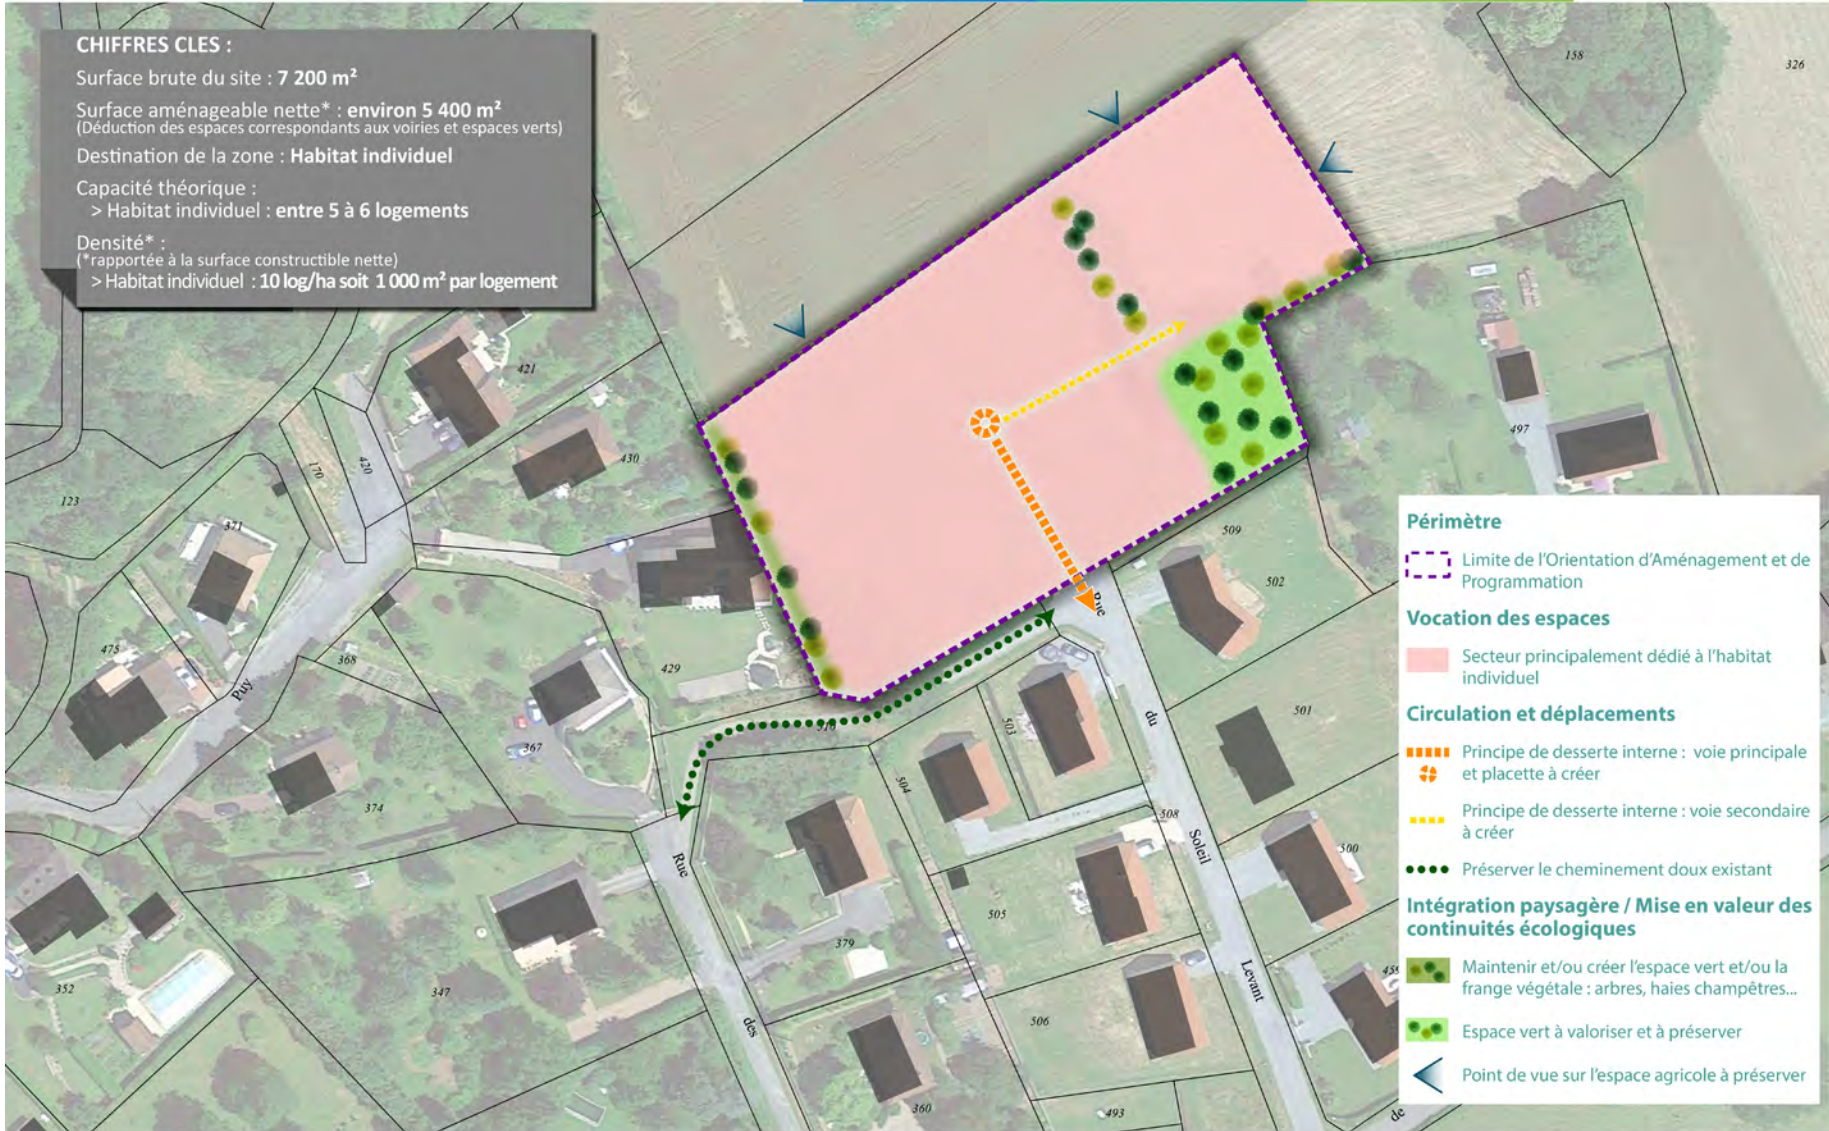 CHIFFRES CLES :
Surface brute du site : 7 200 m²
Surface aménageable nette* : environ 5 400 m²
(Déduction des espaces correspondants aux voiries et espaces verts)
Destination de la zone : Habitat individuel
Capacité théorique :
> Habitat individuel : entre 5 à 6 logements
Densité* :
(*rapportée à la surface constructible nette)
> Habitat individuel : 10 log/ha soit 1 000 m² par logement
158
326
421
430
420
170
123
371
475
368
Puy
429
367
374
510
503
504
509
502
497
501
Rue
du
Soleil
Levant
de
508
500
505
379
506
459
352
347
Rue
des
360
493
Périmètre
Limite de l'Orientation d'Aménagement et de
Programmation
Vocation des espaces
Secteur principalement dédié à l'habitat
individuel
Circulation et déplacements
Principe de desserte interne : voie principale
et placette à créer
Principe de desserte interne : voie secondaire
à créer
Préserver le cheminement doux existant
Intégration paysagère / Mise en valeur des
continuités écologiques
Maintenir et/ou créer l'espace vert et/ou la
frange végétale : arbres, haies champêtres...
Espace vert à valoriser et à préserver
Point de vue sur l'espace agricole à préserver